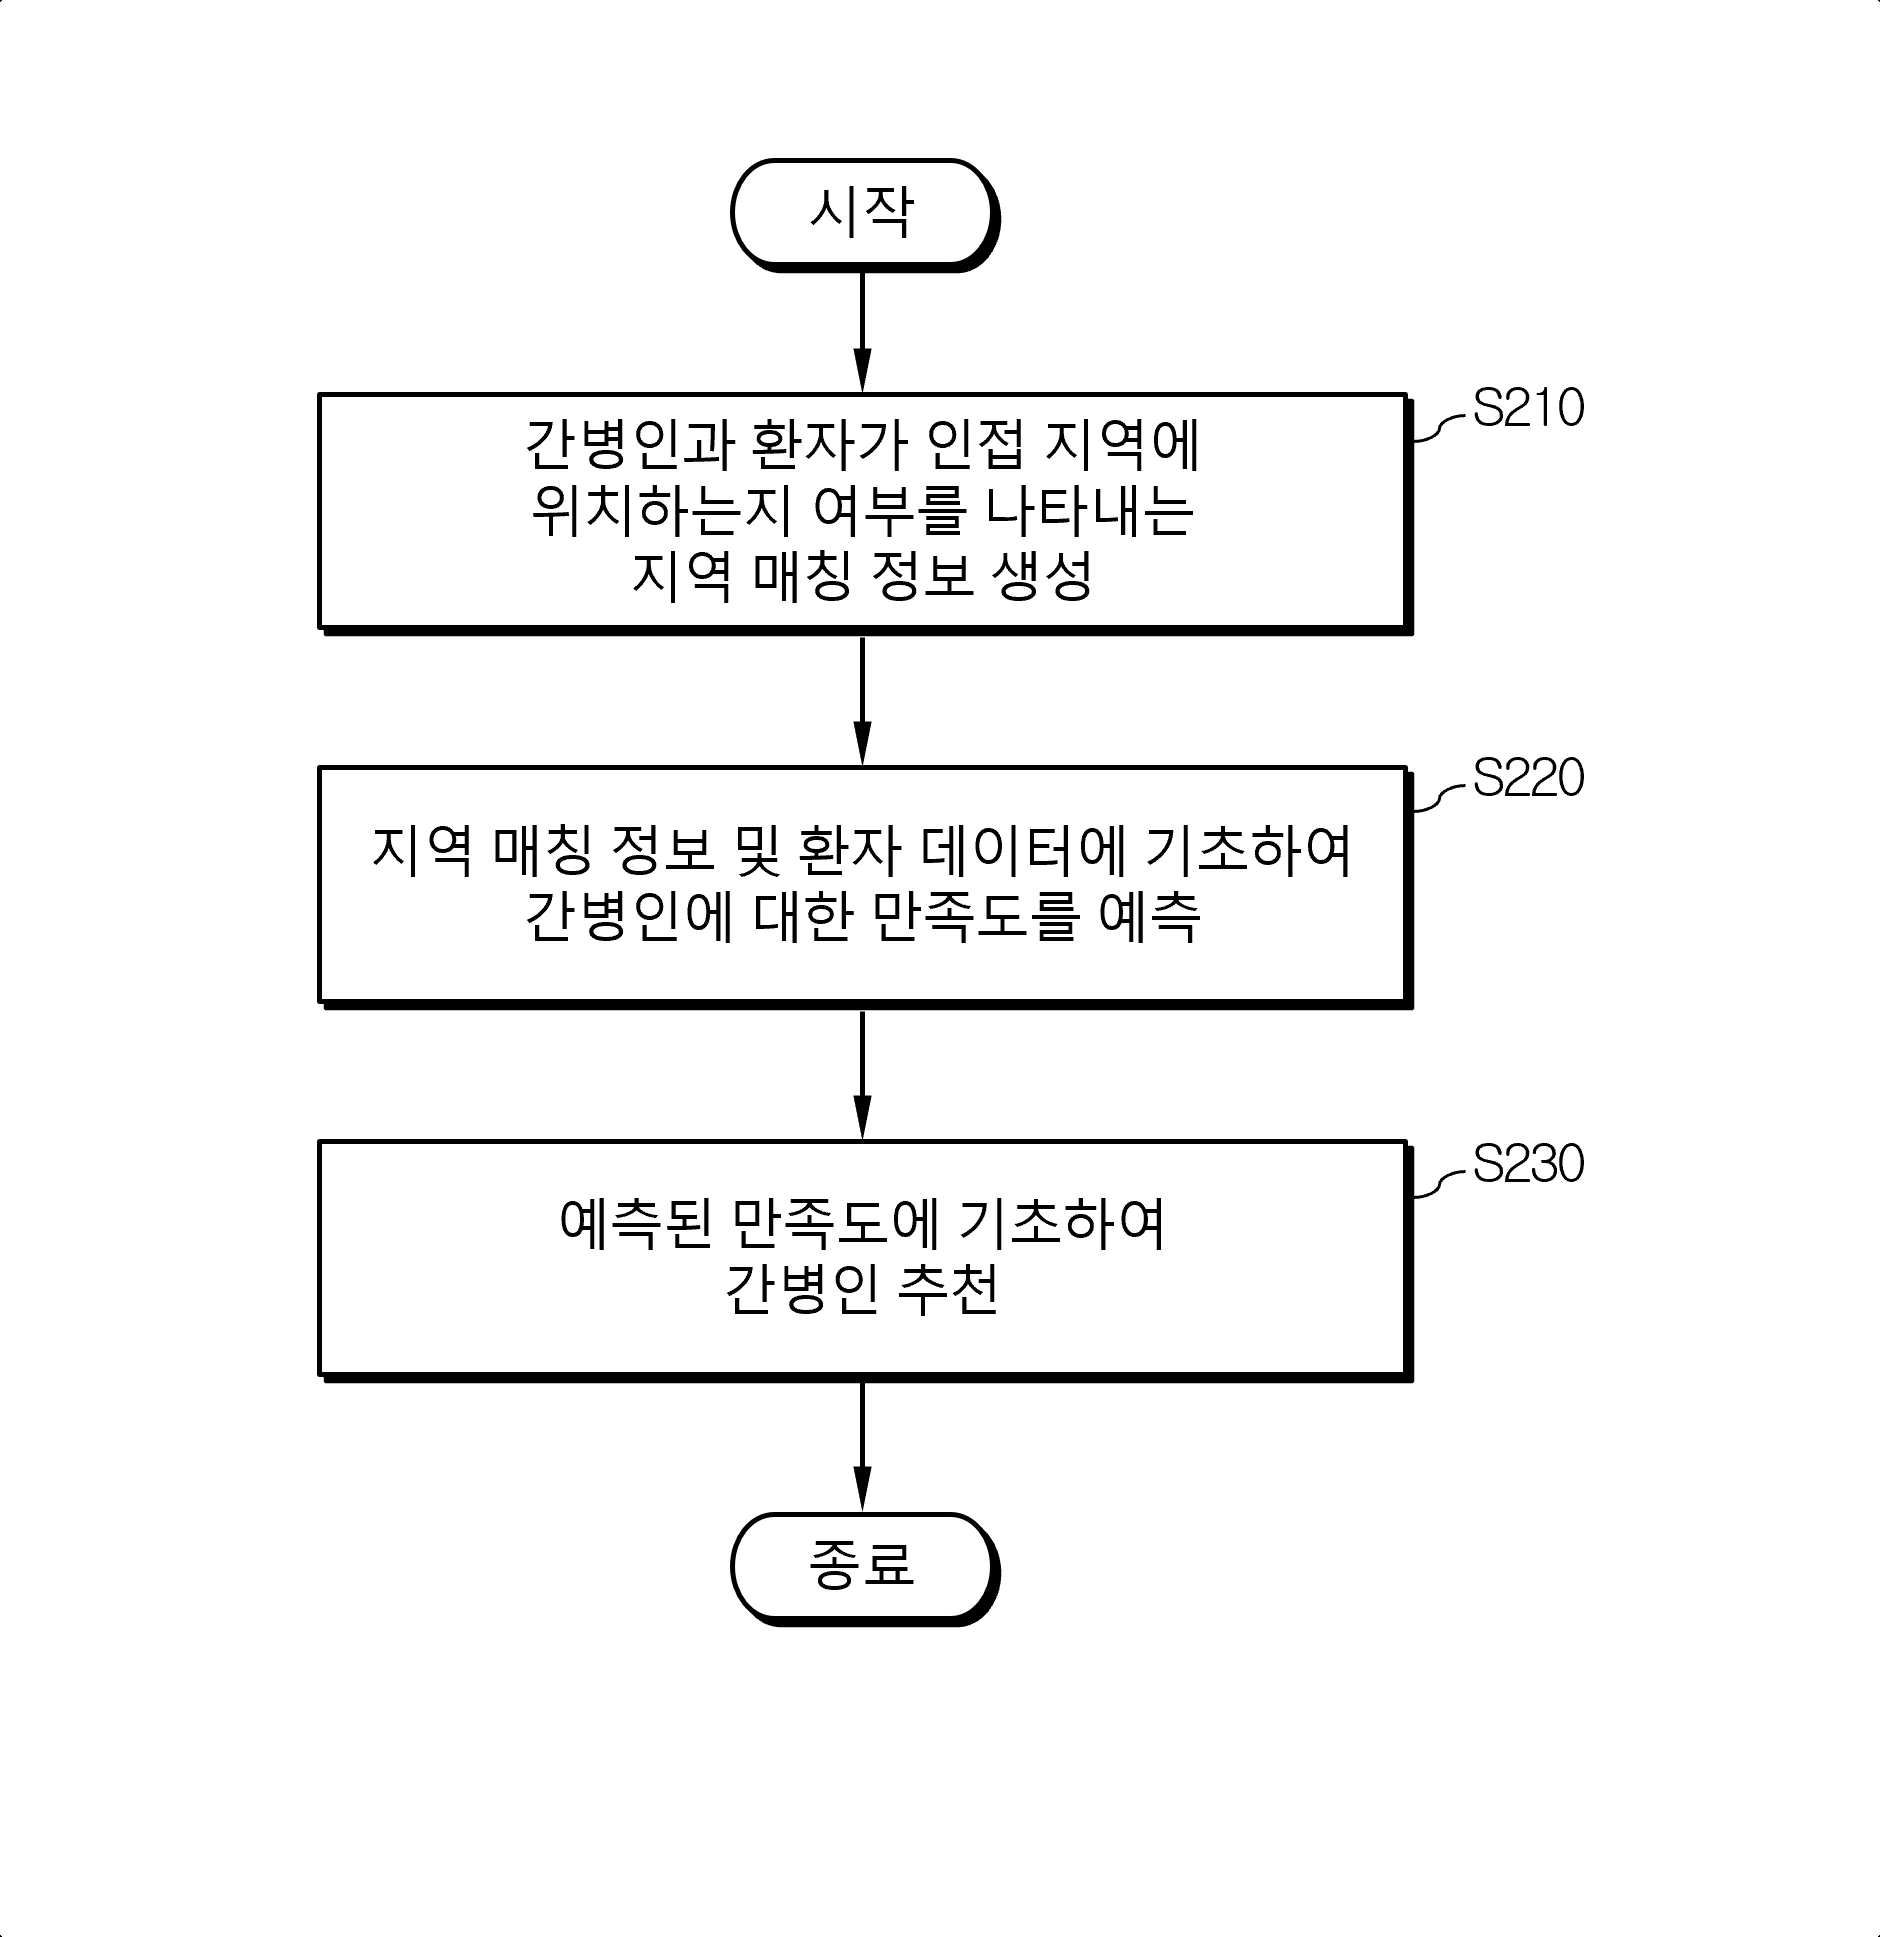 시작
간병인과 환자가 인접 지역에
위치하는지 여부를 나타내는
지역 매칭 정보 생성
S210
지역 매칭 정보 및 환자 데이터에 기초하여
간병인에 대한 만족도를 예측
S220
예측된 만족도에 기초하여
간병인 추천
S230
종료